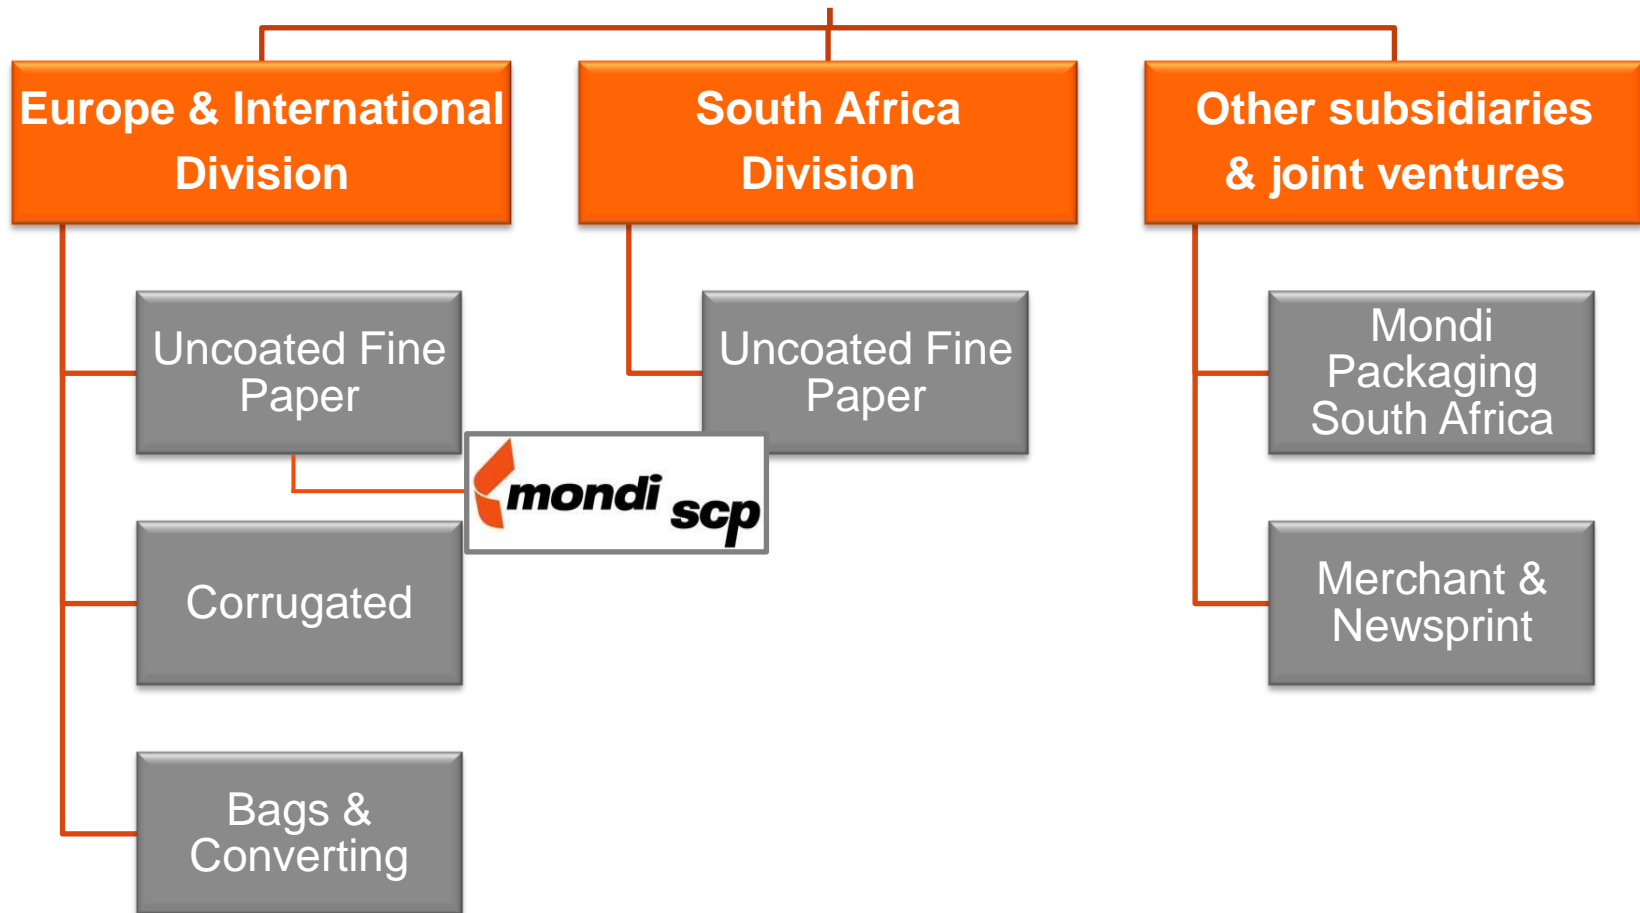 Europe & International
Division
South Africa
Division
Other subsidiaries
& joint ventures
Uncoated Fine
Paper
Uncoated Fine
Paper
Mondi
Packaging
South Africa
mondi scp
Corrugated
Merchant &
Newsprint
Bags &
Converting